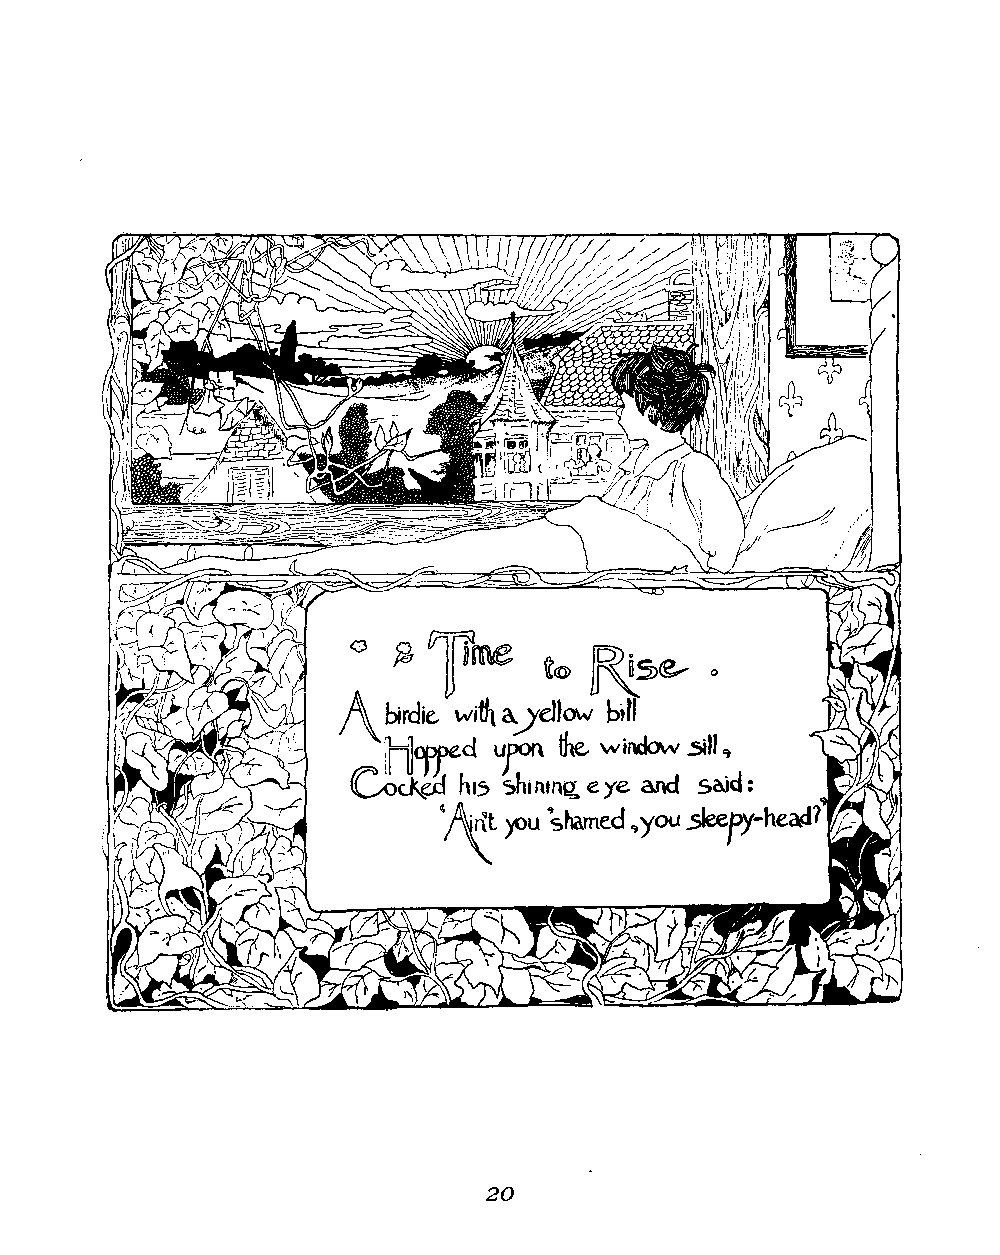 Time to Rise.
A birdie with a yellow bill
Hopped upon the window sill,
Cocked his shining eye and said:
'Ain't you 'shamed, you sleepy-head?"
20